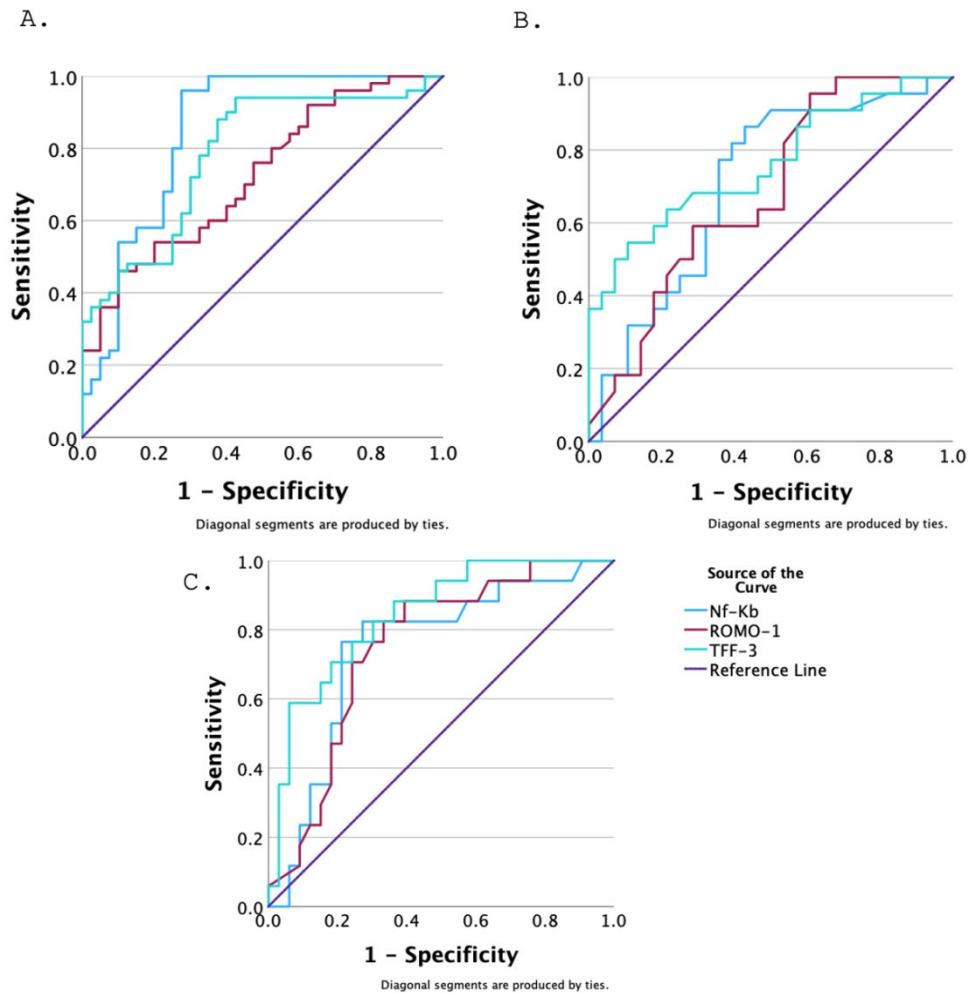 A.
B.
1.0
0.8
0.6
0.4
0.2
0.0
Sensitivity
0.0 0.2 0.4 0.6 0.8 1.0
1 – Specificity
Diagonal segments are produced by ties.
1.0
0.8
0.6
0.4
0.2
0.0
Sensitivity
0.0 0.2 0.4 0.6 0.8 1.0
1 – Specificity
Diagonal segments are produced by ties.
C.
1.0
0.8
0.6
0.4
0.2
0.0
Sensitivity
0.0 0.2 0.4 0.6 0.8 1.0
1 – Specificity
Diagonal segments are produced by ties.
Source of the
Curve
Nf-Kb
ROMO-1
TFF-3
Reference Line